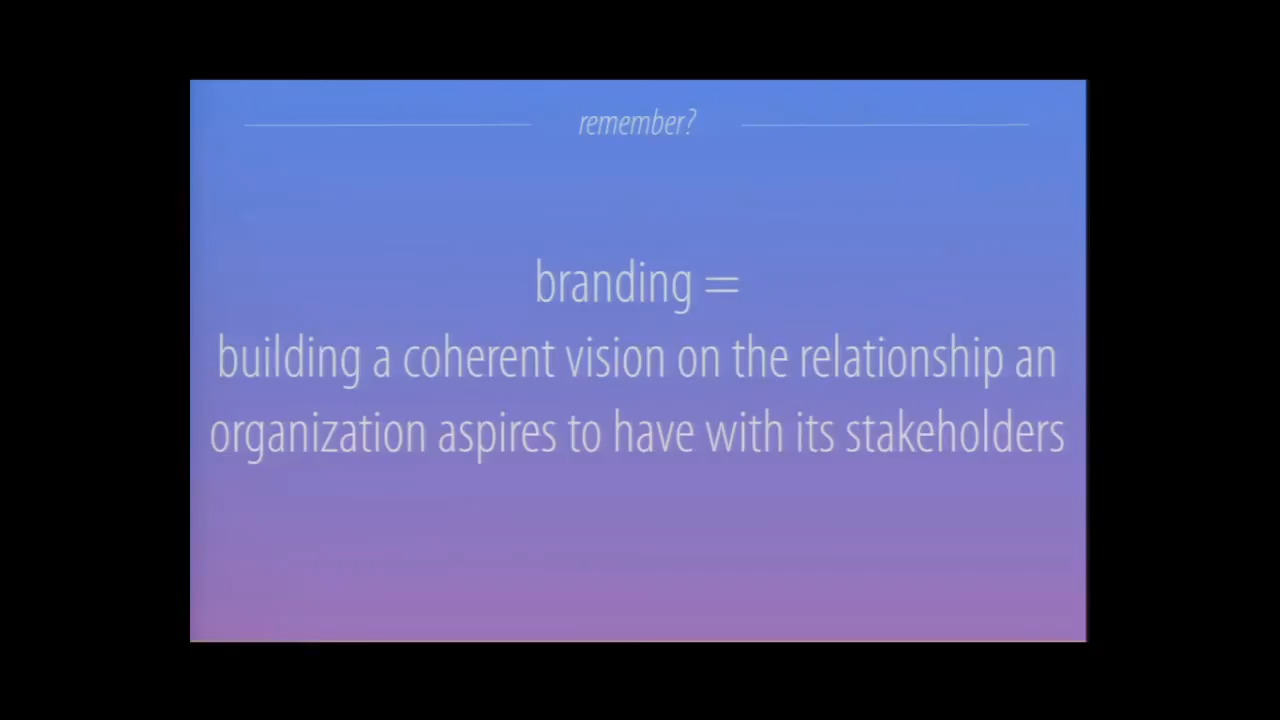 remember?
branding =
building a coherent vision on the relationship an
organization aspires to have with its stakeholders